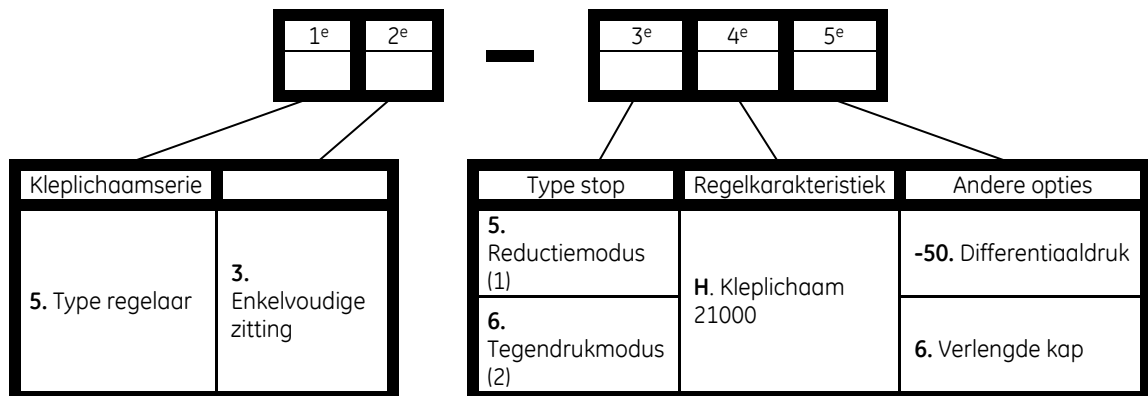 1e 2e 3e 4e 5e
Kleplichaamserie
5. Type regelaar
3.
Enkelvoudige
zitting
Type stop Regelkarakteristiek Andere opties
5.
Reductiemodus
(1)
6.
Tegendrukmodus
(2)
H. Kleplichaam
21000
-50. Differentiaaldruk
6. Verlengde kap